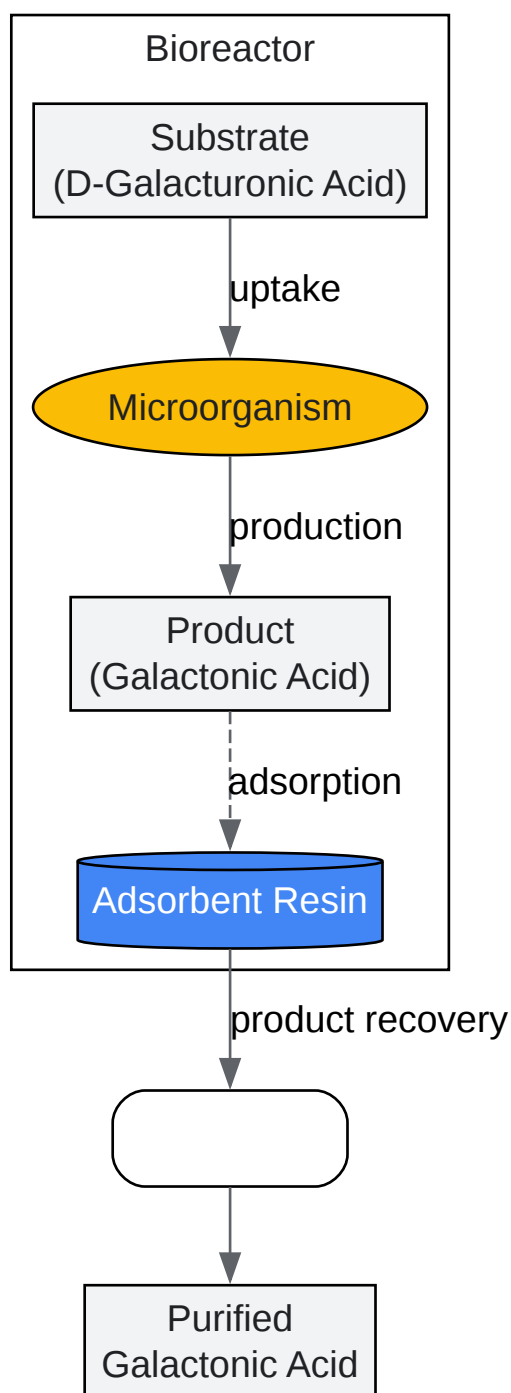 Bioreactor
Substrate
(D-Galacturonic Acid)
uptake
Microorganism
production
Product
(Galactonic Acid)
adsorption
Adsorbent Resin
product recovery
Purified
Galactonic Acid